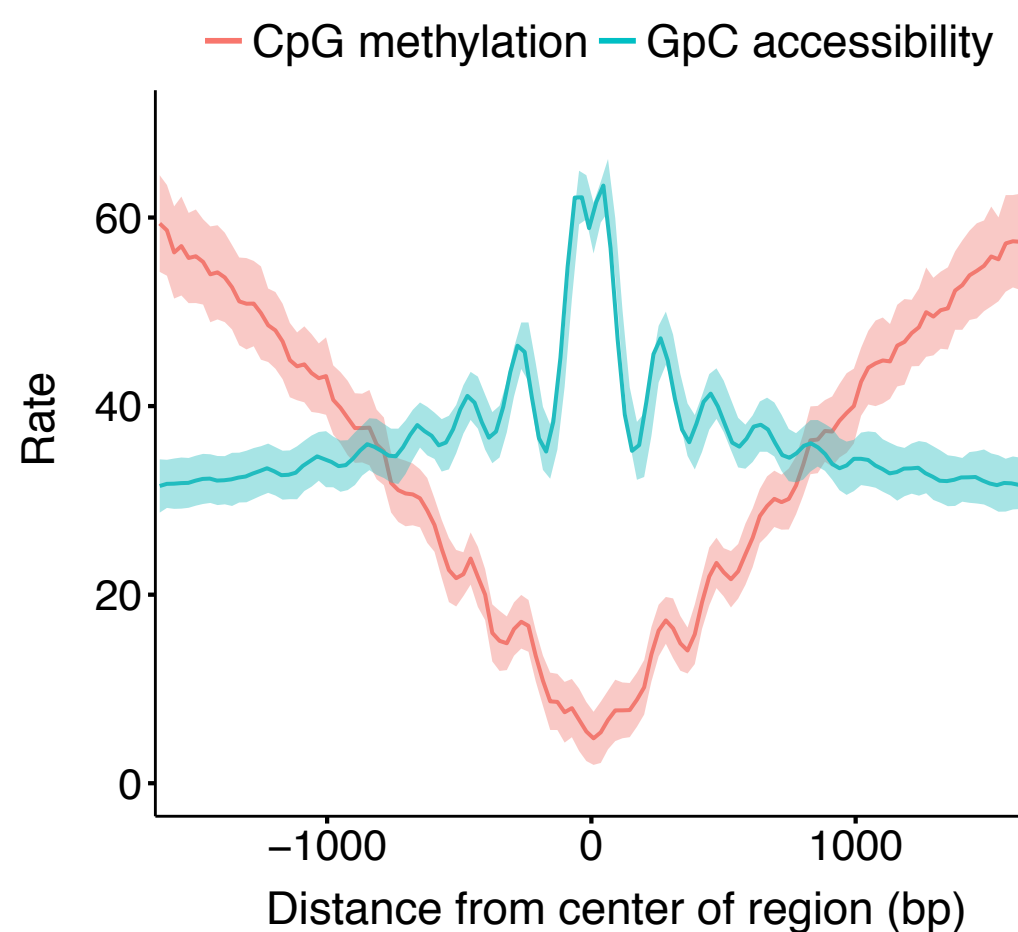 CpG methylation GpC accessibility
60
40
20
0
Rate
−1000 0 1000
Distance from center of region (bp)